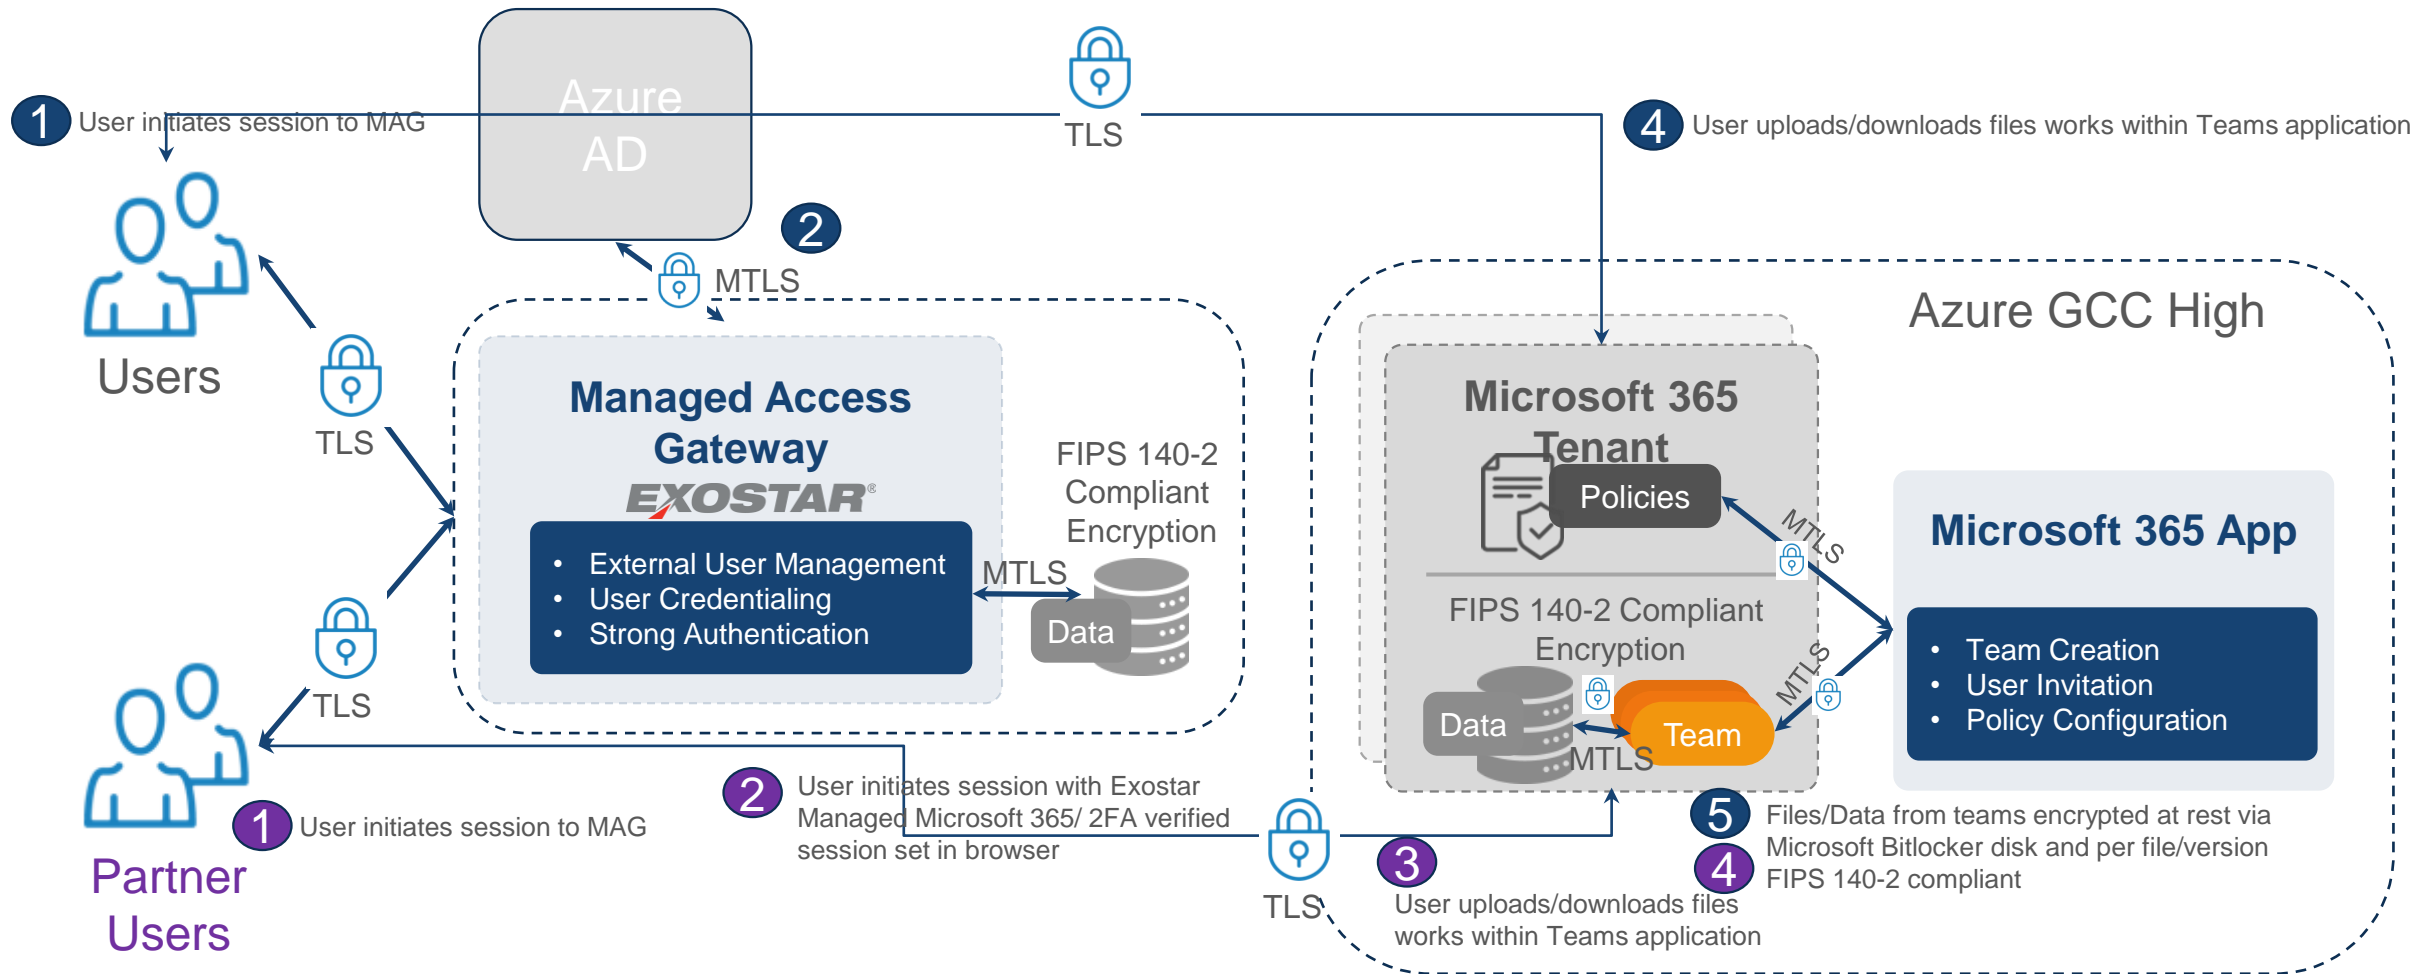 Azure
AD
TLS
1
User initiates session to MAG
4
User uploads/downloads files works within Teams application
2
MTLS
Users
TLS
Managed Access
Gateway
EXOSTAR®
• External User Management
• User Credentialing
• Strong Authentication
MTLS
FIPS 140-2
Compliant
Encryption
Data
Azure GCC High
Microsoft 365
Tenant
Policies
MTLS
FIPS 140-2 Compliant
Encryption
Data
Team
MTLS
MTLS
Microsoft 365 App
• Team Creation
• User Invitation
• Policy Configuration
TLS
Partner
Users
1
User initiates session to MAG
2
User initiates session with Exostar
Managed Microsoft 365/ 2FA verified
session set in browser
TLS
3
User uploads/downloads files
works within Teams application
5
4
Files/Data from teams encrypted at rest via
Microsoft Bitlocker disk and per file/version
FIPS 140-2 compliant